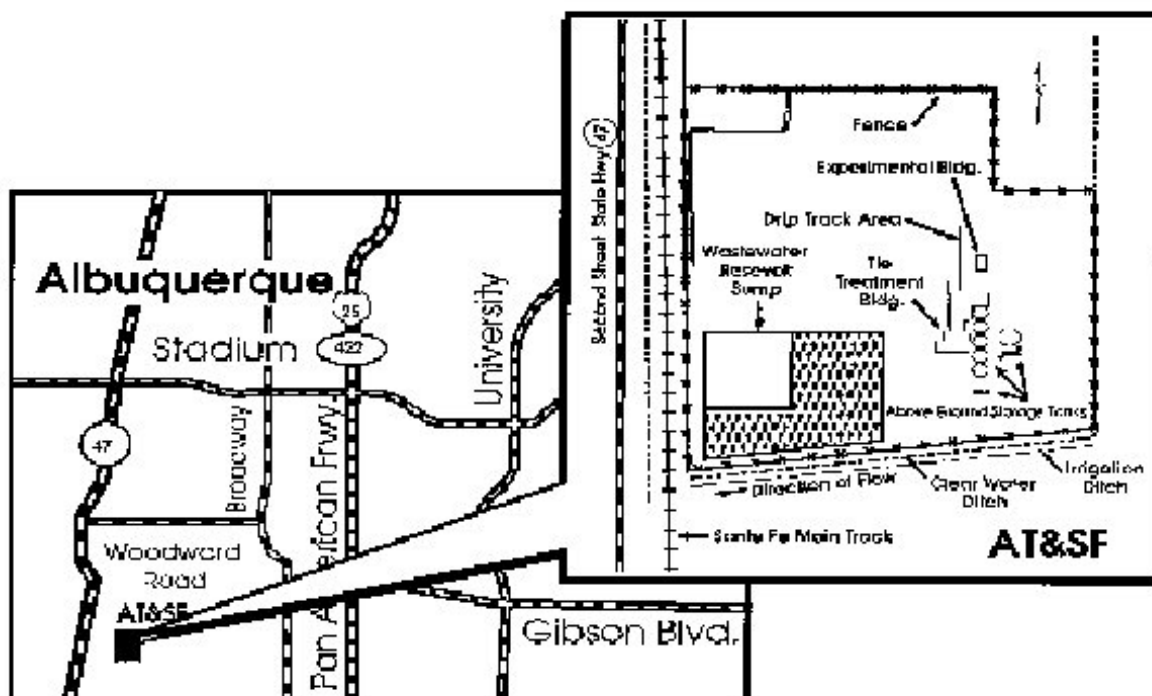 Albuquerque
25
422
Stadium
University
47
Broadway
Pan American Frwy.
Woodward
Road
AT&SF
Gibson Blvd.
Second Street State Hwy 47
Fence
Experimental Bldg.
Drip Track Area
Wastewater
Reservoir
Sump
Tie
Treatment
Bldg.
Above Ground Storage Tanks
Direction of Flow
Clear Water
Ditch
Irrigation
Ditch
Santa Fe Main Track
AT&SF